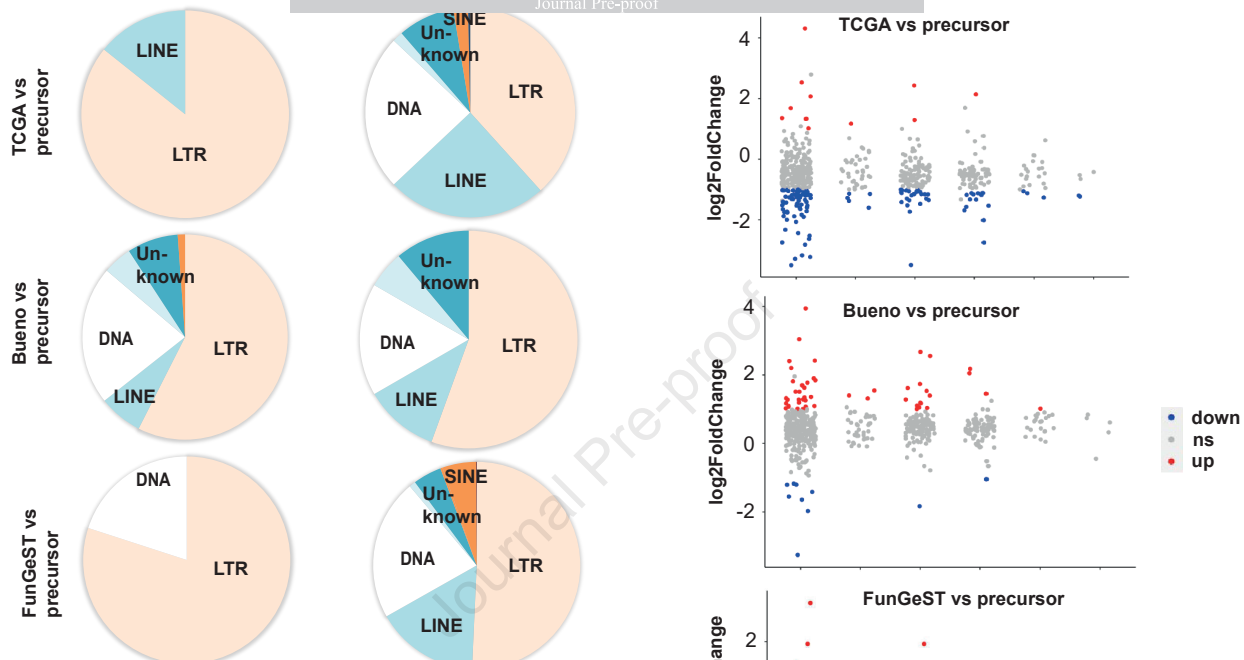 Journal Pre-proof
TCGA vs
precursor
LINE
LTR
SINE
Un-
known
DNA
LTR
LINE
TCGA vs precursor
log2FoldChange
4
2
0
-2
Bueno vs
precursor
Un-
known
DNA
LTR
LINE
Un-
known
DNA
LTR
LINE
Bueno vs precursor
log2FoldChange
4
2
0
-2
down
ns
up
FunGeST vs
precursor
DNA
LTR
SINE
Un-
known
DNA
LTR
LINE
FunGeST vs precursor
2
Journal Pre-proof